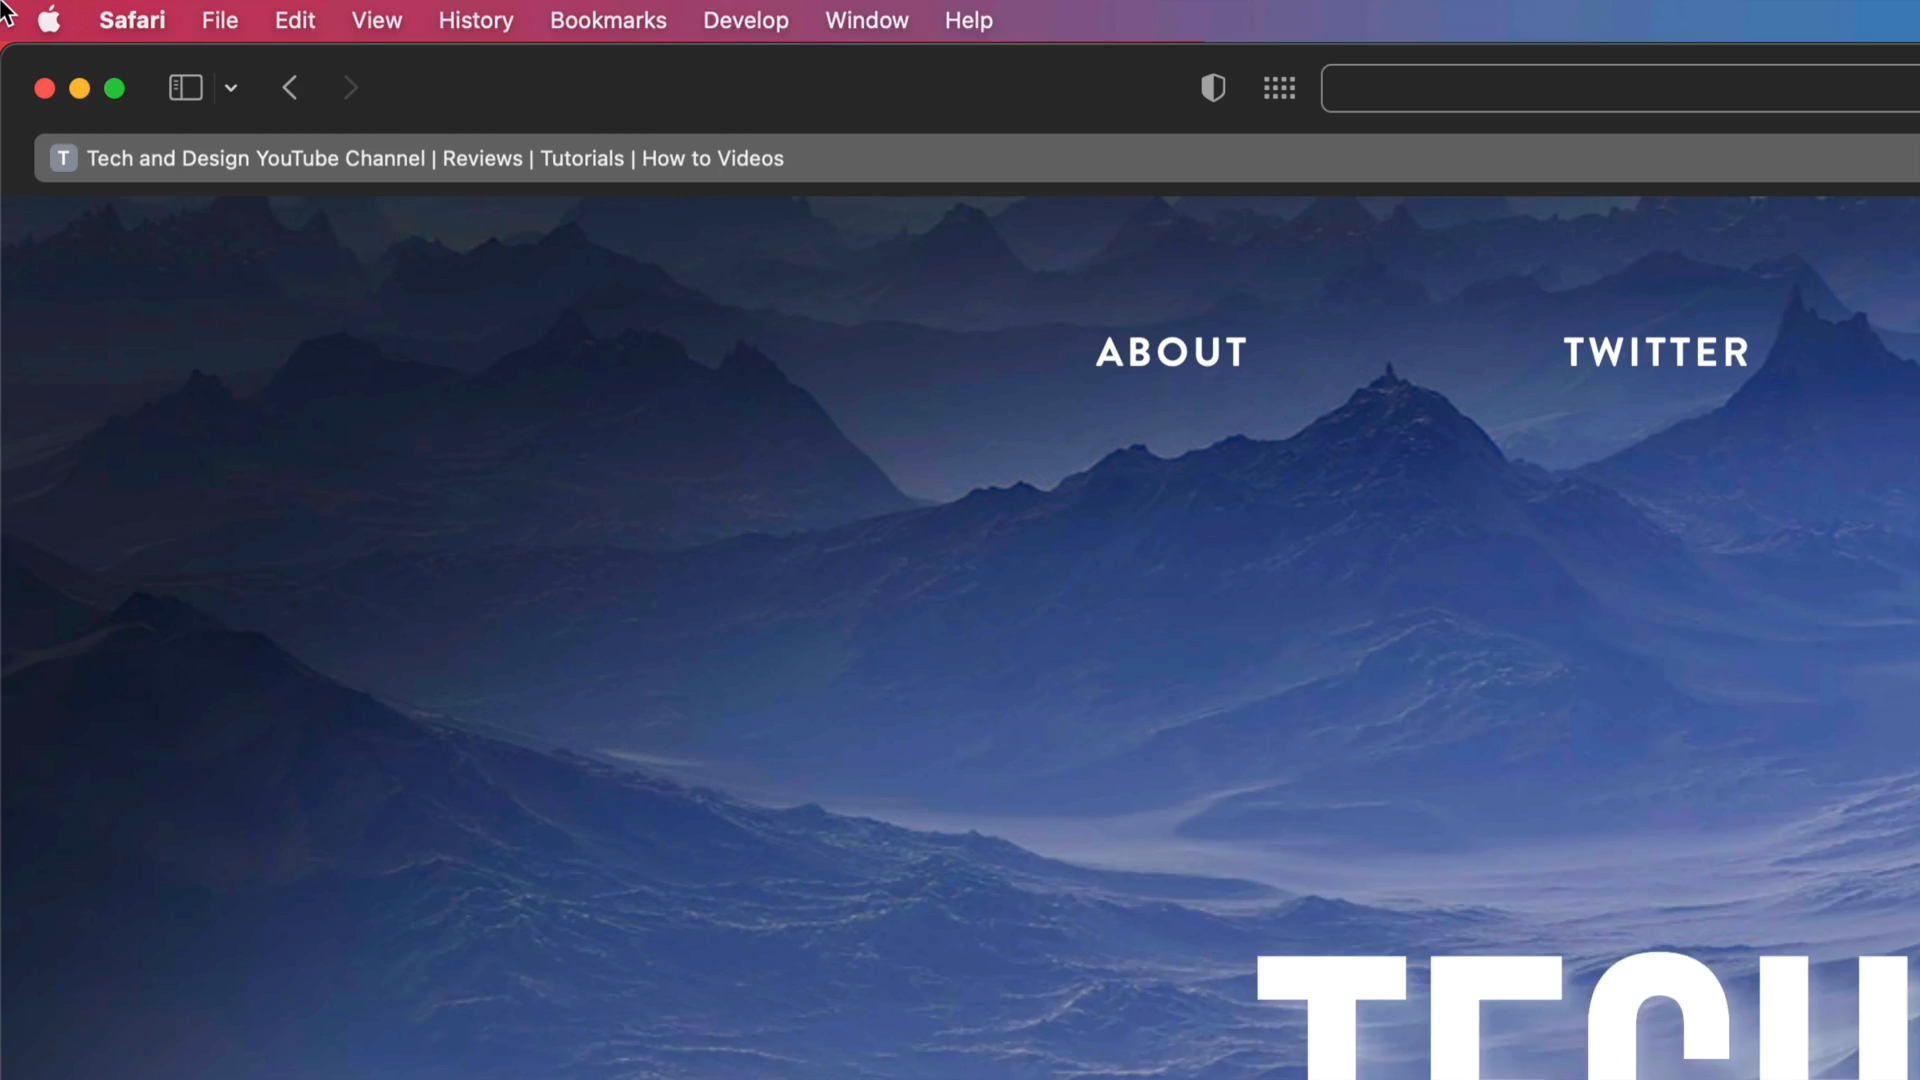 Safari File Edit View History Bookmarks Develop Window Help
T Tech and Design YouTube Channel | Reviews | Tutorials | How to Videos
ABOUT TWITTER
TECH